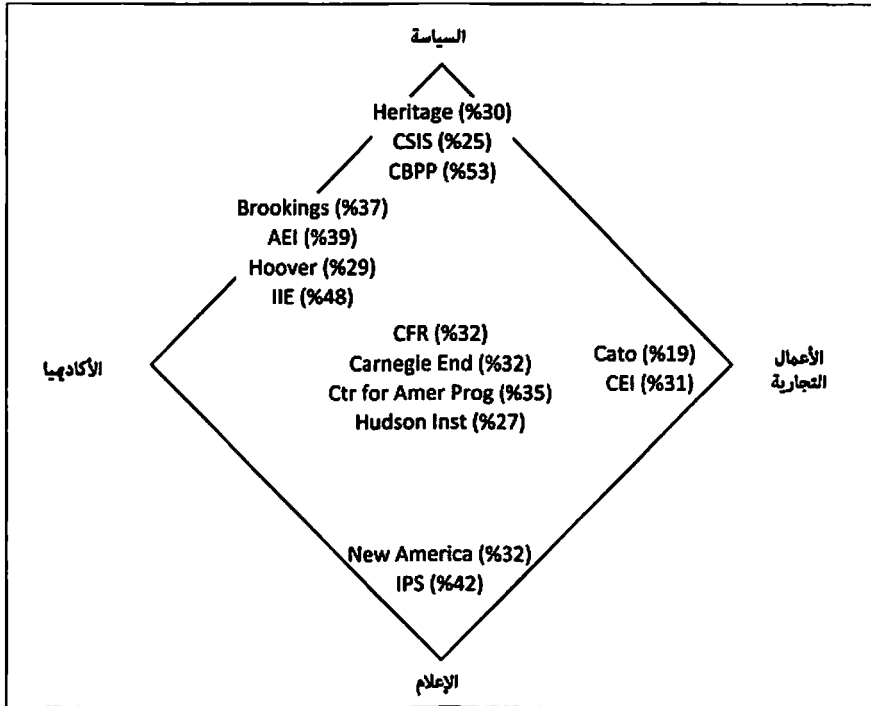 السياسة
Heritage (%30)
CSIS (%25)
CBPP (%53)
Brookings (%37)
AEI (%39)
Hoover (%29)
IIE (%48)
CFR (%32)
Carnegie End (%32)
Ctr for Amer Prog (%35)
Hudson Inst (%27)
Cato (%19)
CEI (%31)
الأعمال
التجارية
الأكاديميا
New America (%32)
IPS (%42)
الإعلام